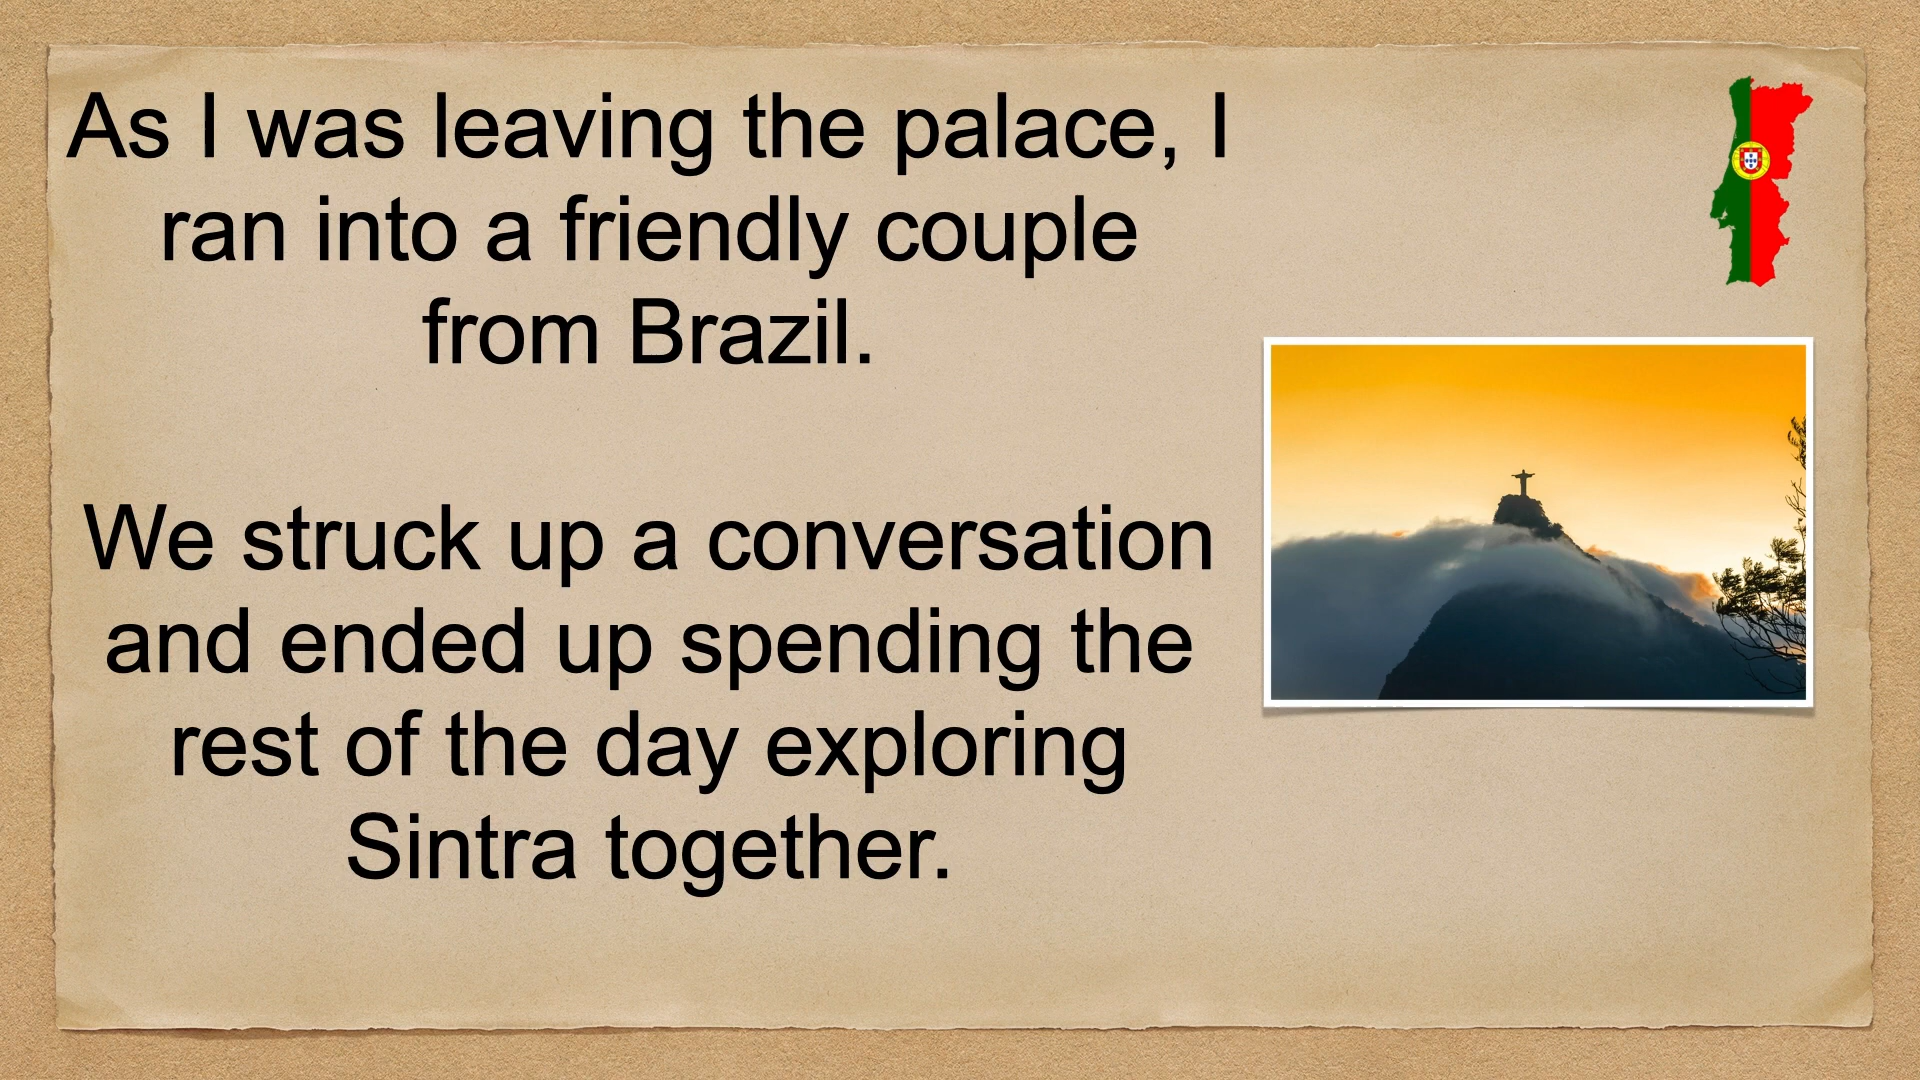 As I was leaving the palace, I
ran into a friendly couple
from Brazil.
We struck up a conversation
and ended up spending the
rest of the day exploring
Sintra together.